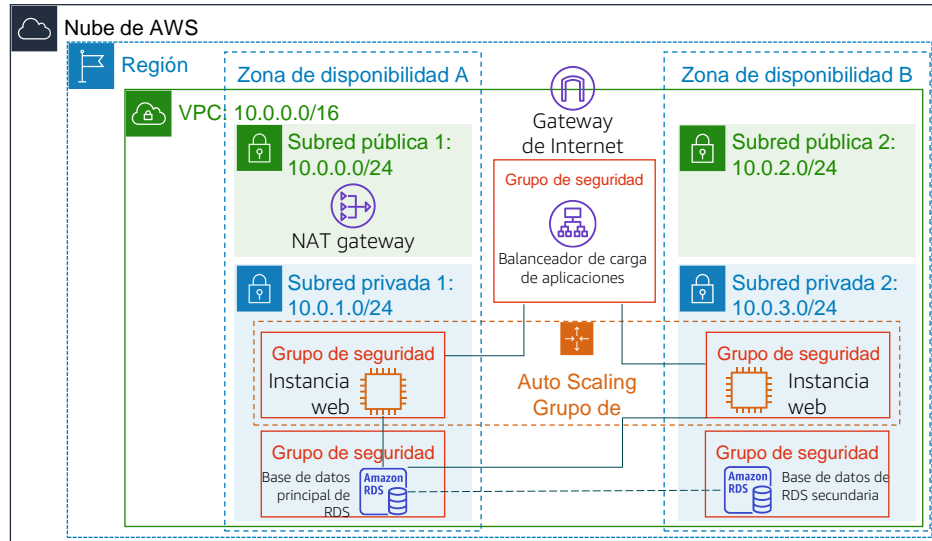 Nube de AWS
Región
Zona de disponibilidad A
Zona de disponibilidad B
VPC: 10.0.0.0/16
Gateway
de Internet
Subred pública 1:
10.0.0.0/24
NAT gateway
Subred pública 2:
10.0.2.0/24
Grupo de seguridad
Balanceador de carga
de aplicaciones
Subred privada 1:
10.0.1.0/24
Subred privada 2:
10.0.3.0/24
Grupo de seguridad
Instancia
web
Auto Scaling
Grupo de
Grupo de seguridad
Instancia
web
Grupo de seguridad
Base de datos
principal de
RDS
Amazon
RDS
Grupo de seguridad
Amazon
RDS
Base de datos de
RDS secundaria